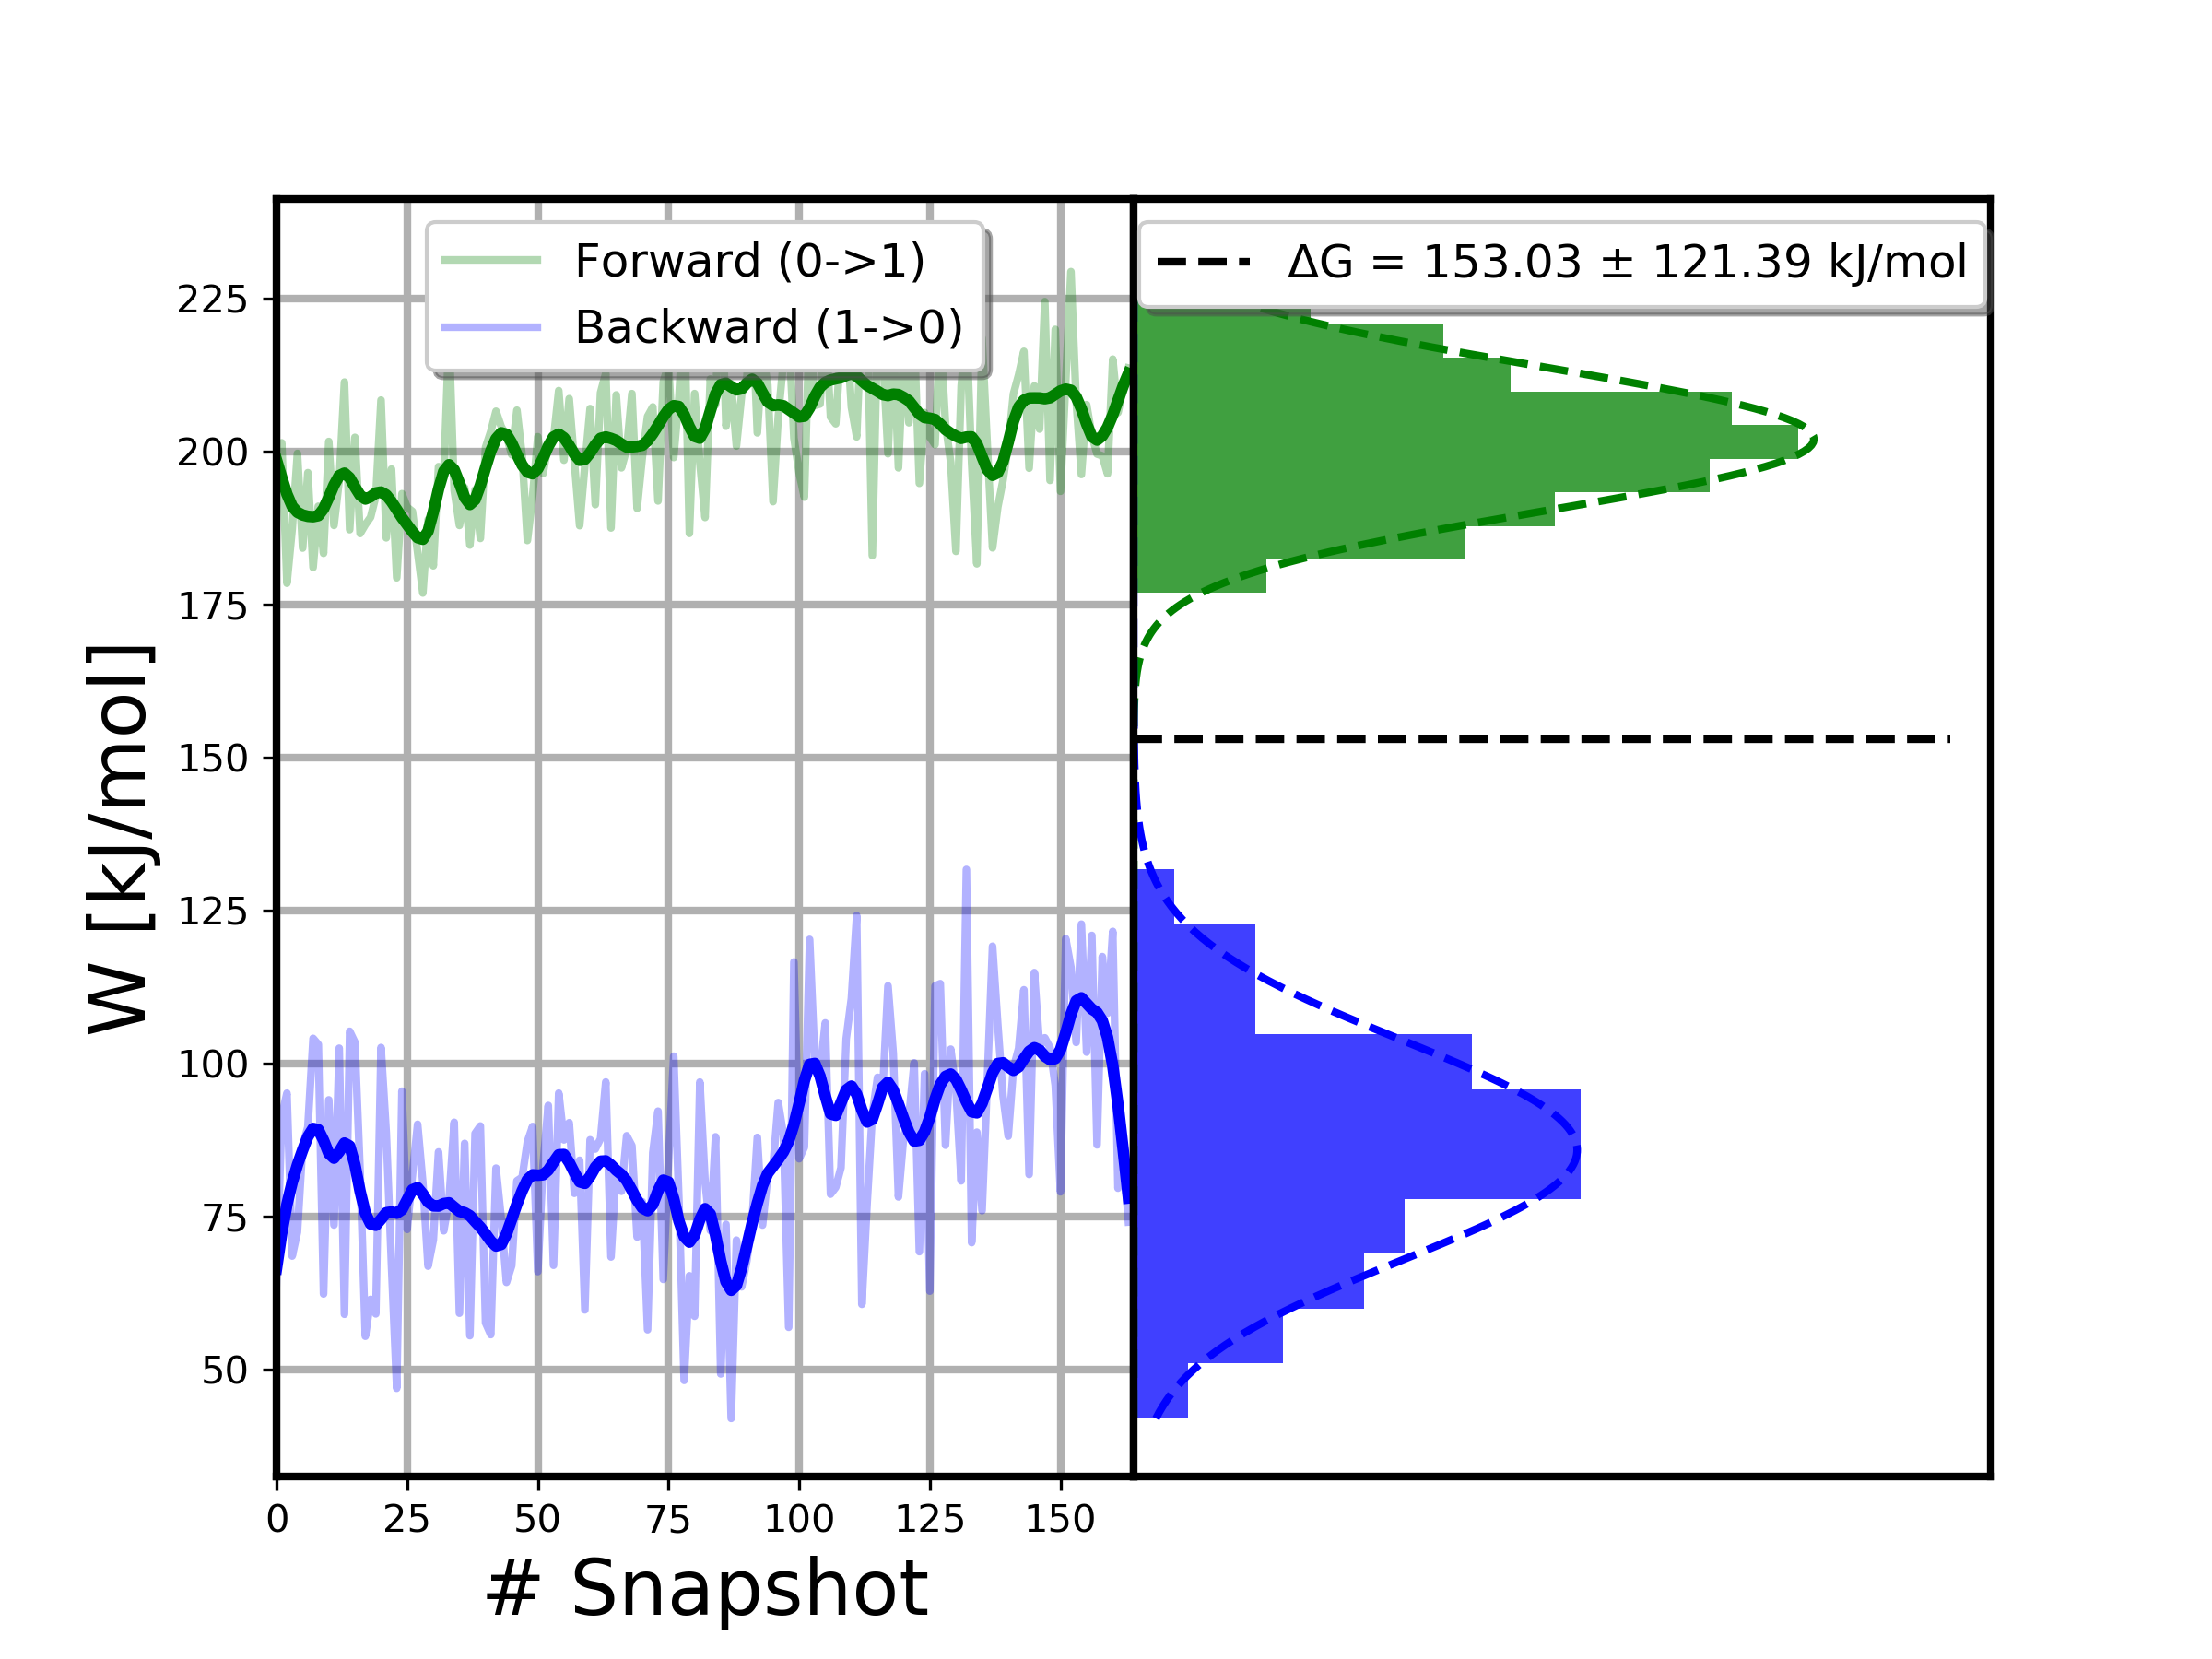 Forward (0->1)
Backward (1->0)
ΔG = 153.03 ± 121.39 kJ/mol
W [kJ/mol]
225
200
175
150
125
100
75
50
0 25 50 75 100 125 150
# Snapshot